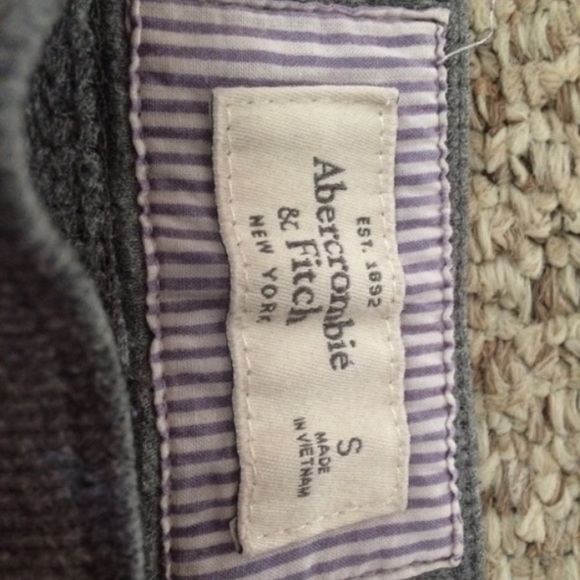 EST. 1892
Abercrombie
& Fitch
NEW YORK
S
MADE
IN VIETNAM